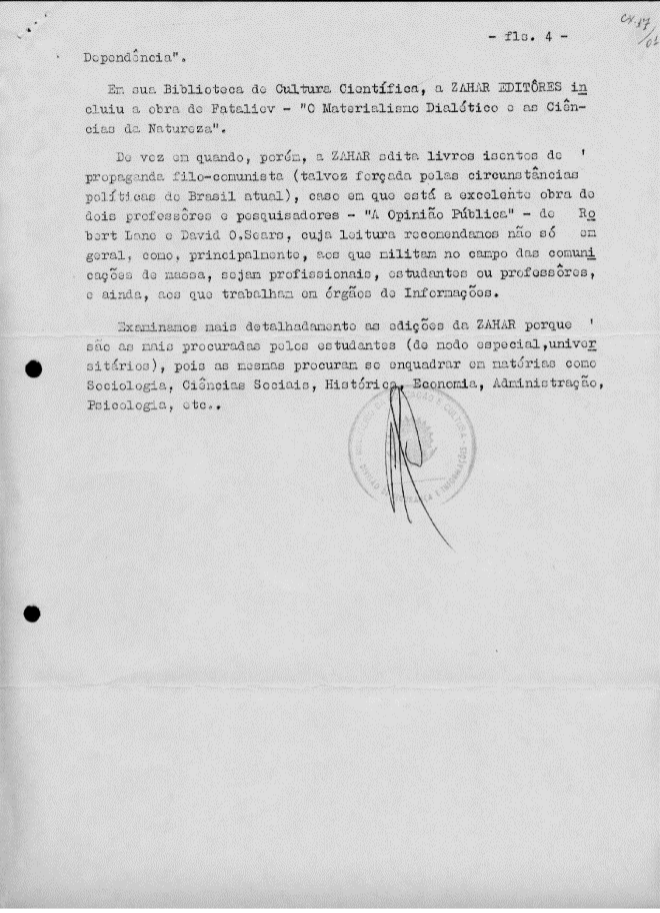 - fls. 4 -
Dependência".
Em sua Biblioteca de Cultura Científica, a ZAHAR EDITÔRES in
cluiu a obra de Fataliev - "O Materialismo Dialético e as Ciên-
cias da Natureza".
De vez em quando, porém, a ZAHAR edita livros isentos de '
propaganda filo-comunista (talvez forçada pelas circunstâncias
políticas do Brasil atual), caso em que está a excelente obra de
dois professôres e pesquisadores - "A Opinião Pública" - de Ro
bert Lane e David O.Sears, cuja leitura recomendamos não só em
geral, como, principalmente, aos que militam no campo das comuni
cações de massa, sejam profissionais, estudantes ou professôres,
e ainda, aos que trabalham em órgãos de Informações.
Examinamos mais detalhadamente as edições da ZAHAR porque '
são as mais procuradas pelos estudantes (de modo especial,univer
sitários), pois as mesmas procuram se enquadrar em matérias como
Sociologia, Ciências Sociais, Histórica, Economia, Administração,
Psicologia, etc..
E CULTURA
E INFORMAÇÕES